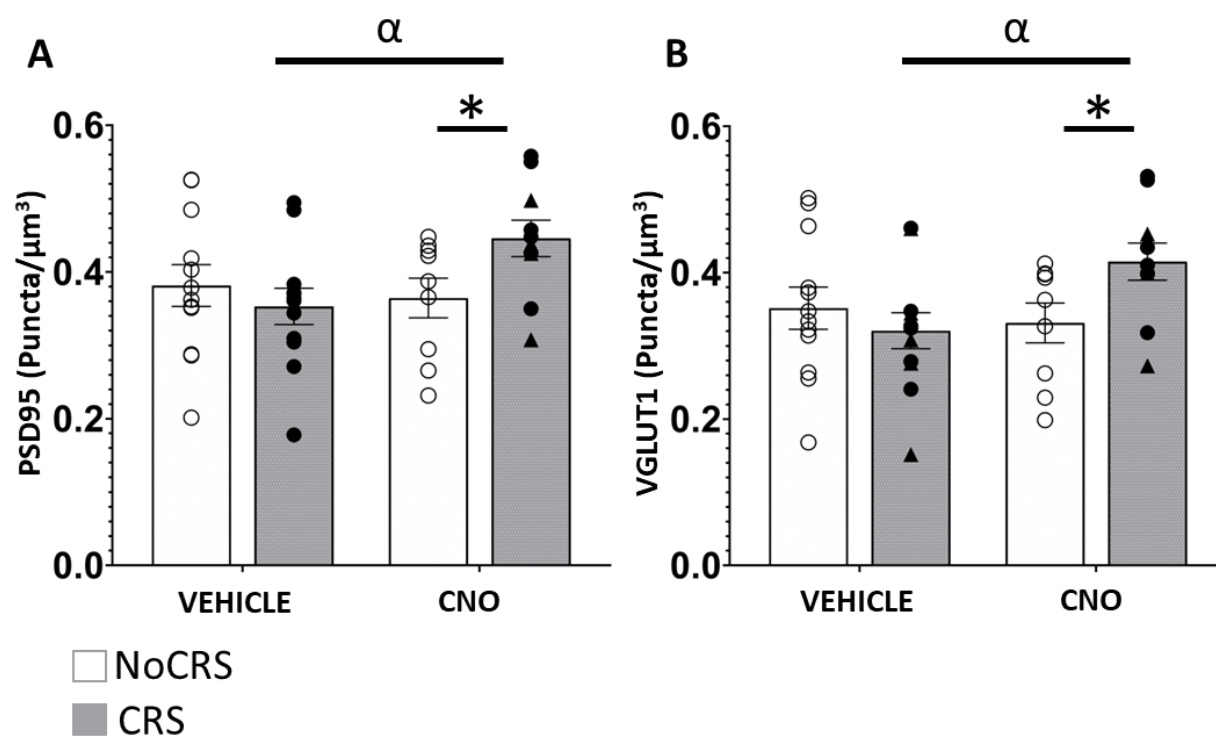 A
α
*
PSD95 (Puncta/μm³)
0.6
0.4
0.2
0.0
VEHICLE
CNO
B
α
*
VGLUT1 (Puncta/μm³)
0.6
0.4
0.2
0.0
VEHICLE
CNO
NoCRS
CRS